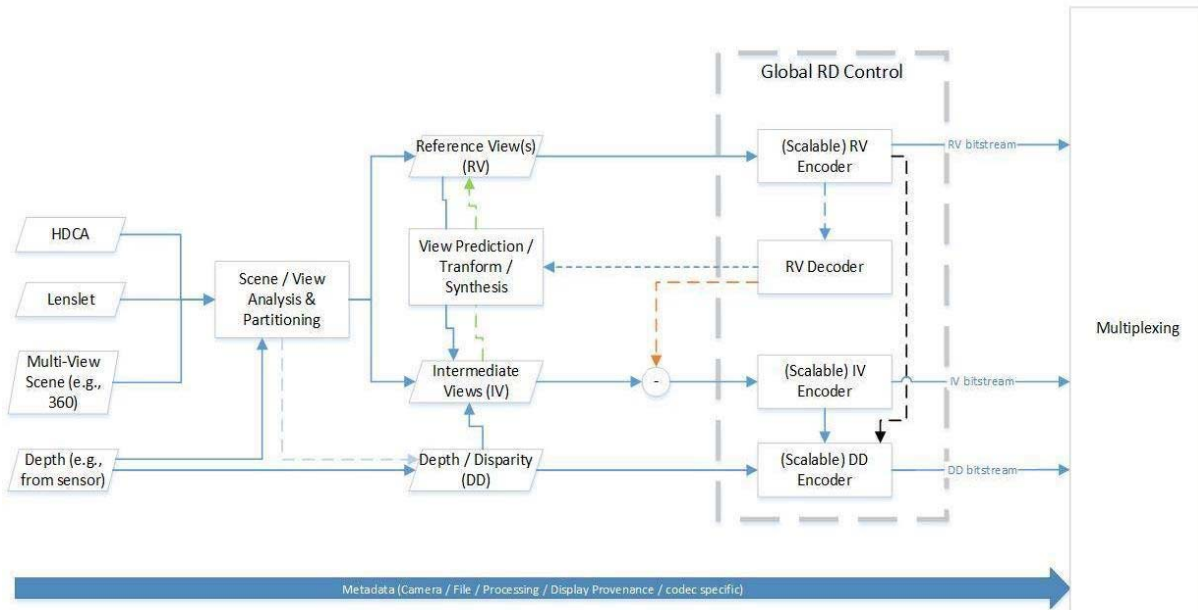 Global RD Control
Reference View(s)
(RV)
(Scalable) RV
Encoder
RV bitstream
HDCA
View Prediction /
Tranform /
Synthesis
RV Decoder
Scene / View
Analysis &
Partitioning
Lenslet
Multiplexing
Multi-View
Scene (e.g.,
360)
Intermediate
Views (IV)
-
(Scalable) IV
Encoder
IV bitstream
Depth (e.g.,
from sensor)
Depth / Disparity
(DD)
(Scalable) DD
Encoder
DD bitstream
Metadata (Camera / File / Processing / Display Provenance / codec specific)